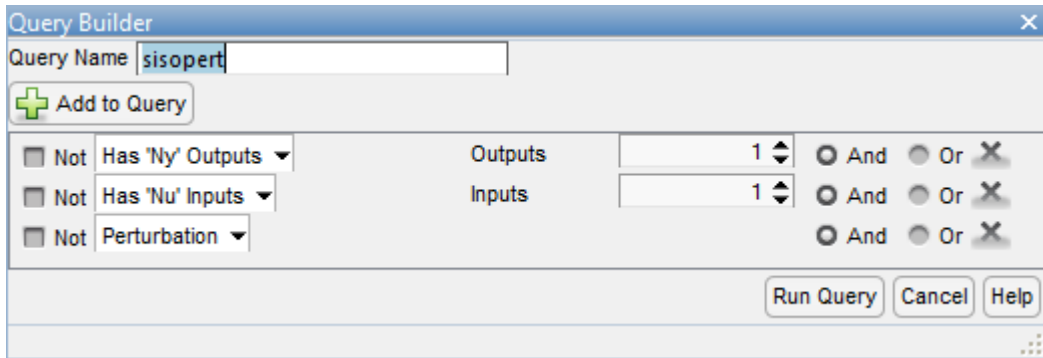 Query Builder
Query Name sisopert
Add to Query
Not Has 'Ny' Outputs Outputs 1 And Or
Not Has 'Nu' Inputs Inputs 1 And Or
Not Perturbation And Or
Run Query Cancel Help